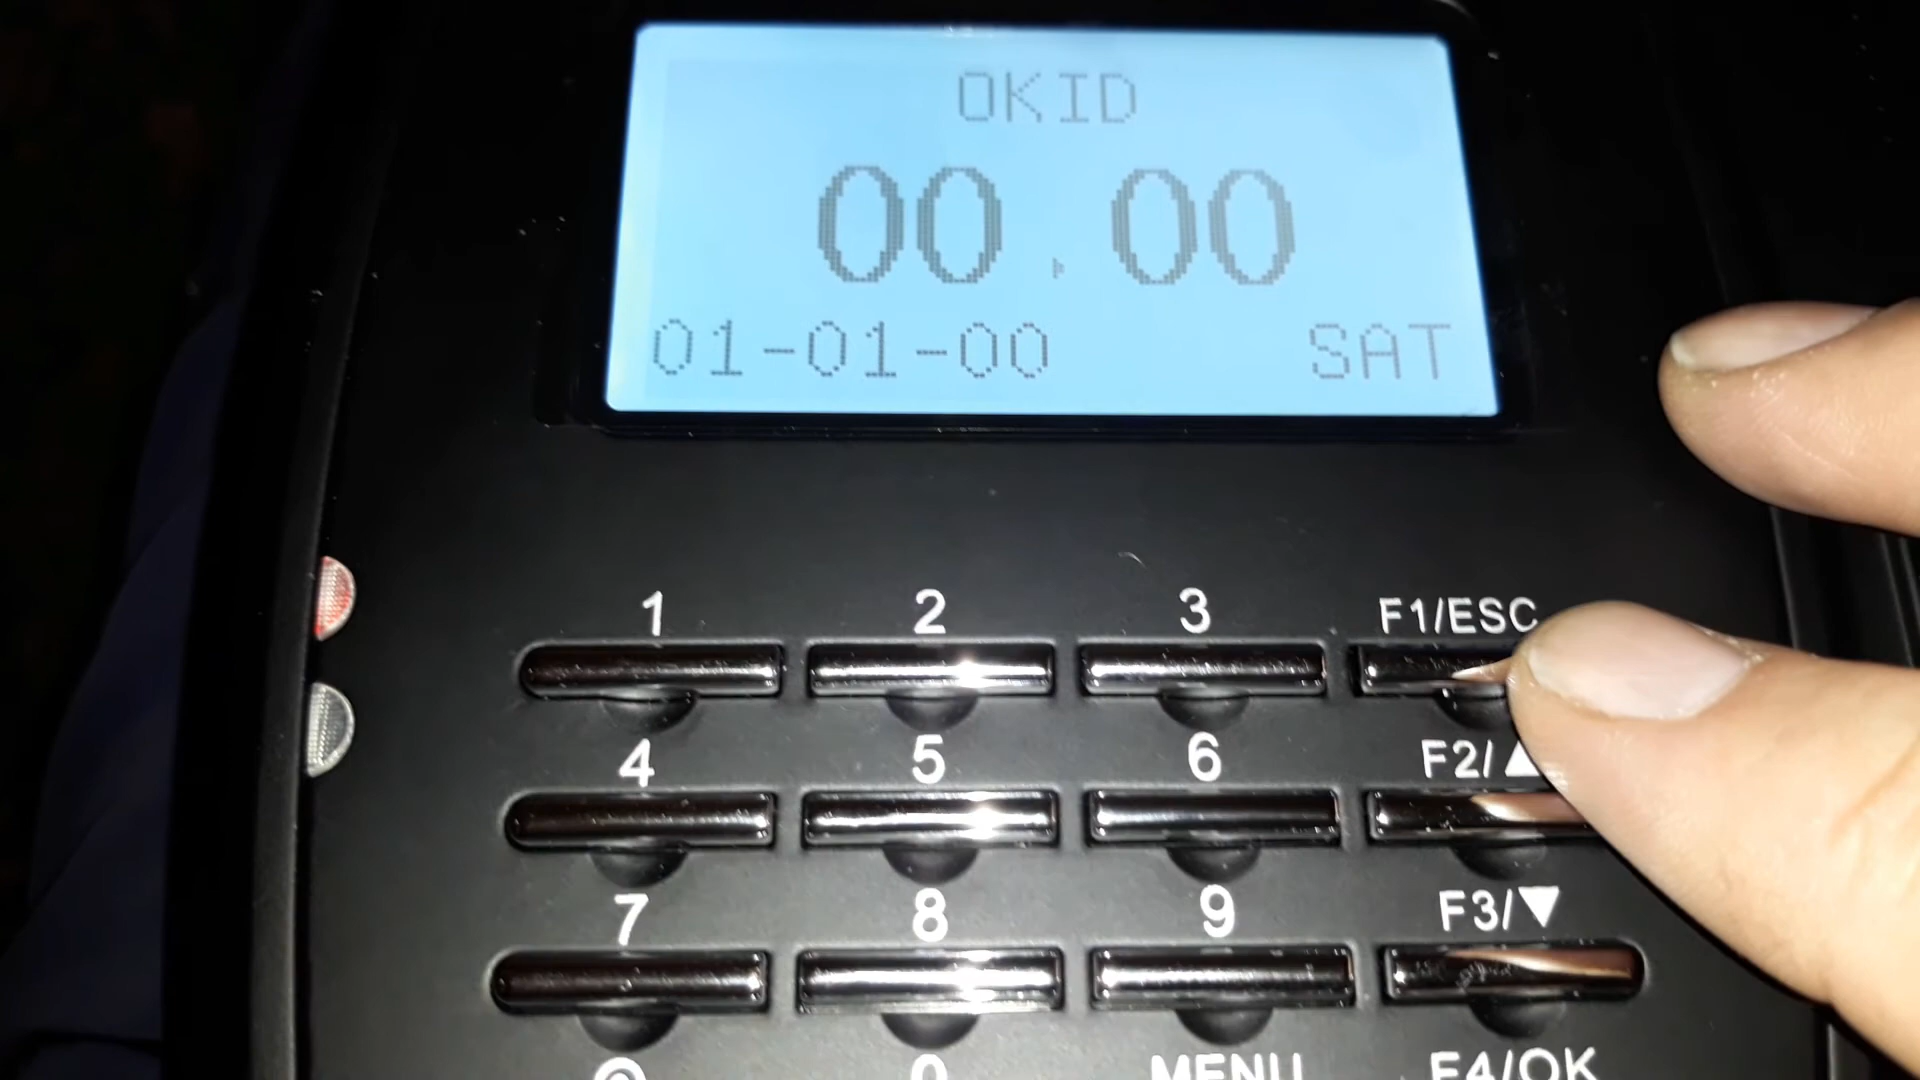 OKID
00:00
01-01-00 SAT
1 2 3 F1/ESC
4 5 6 F2/▲
7 8 9 F3/▼
0 MENU F4/OK